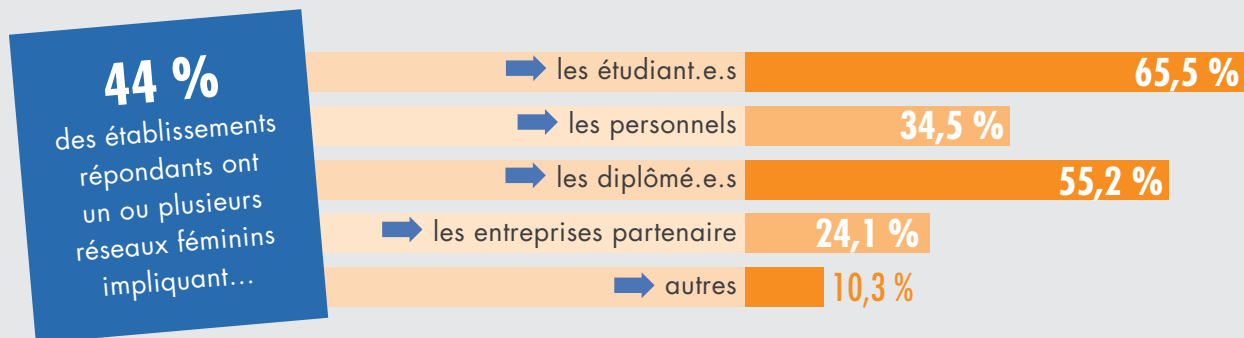 44 %
des établissements
répondants ont
un ou plusieurs
réseaux féminins
impliquant...
les étudiant.e.s
65,5 %
les personnels
34,5 %
les diplômé.e.s
55,2 %
les entreprises partenaire
24,1 %
autres
10,3 %